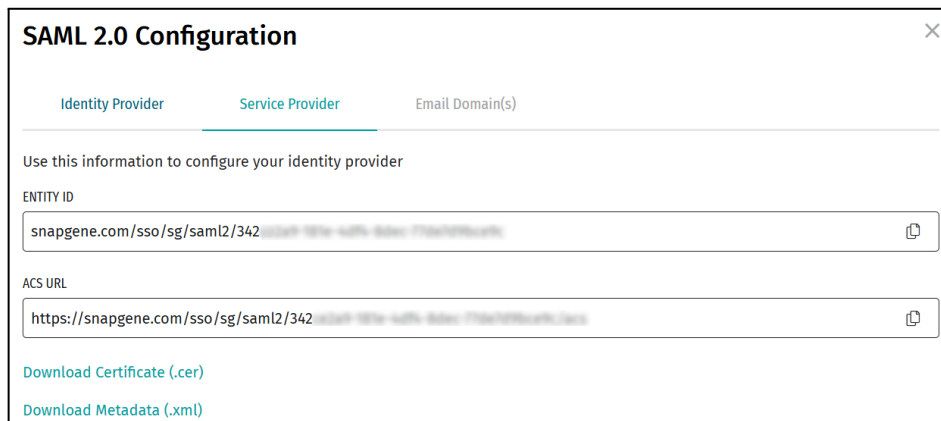 SAML 2.0 Configuration
Identity Provider Service Provider Email Domain(s)
Use this information to configure your identity provider
ENTITY ID
snapgene.com/sso/sg/saml2/342
ACS URL
https://snapgene.com/sso/sg/saml2/342
Download Certificate (.cer)
Download Metadata (.xml)